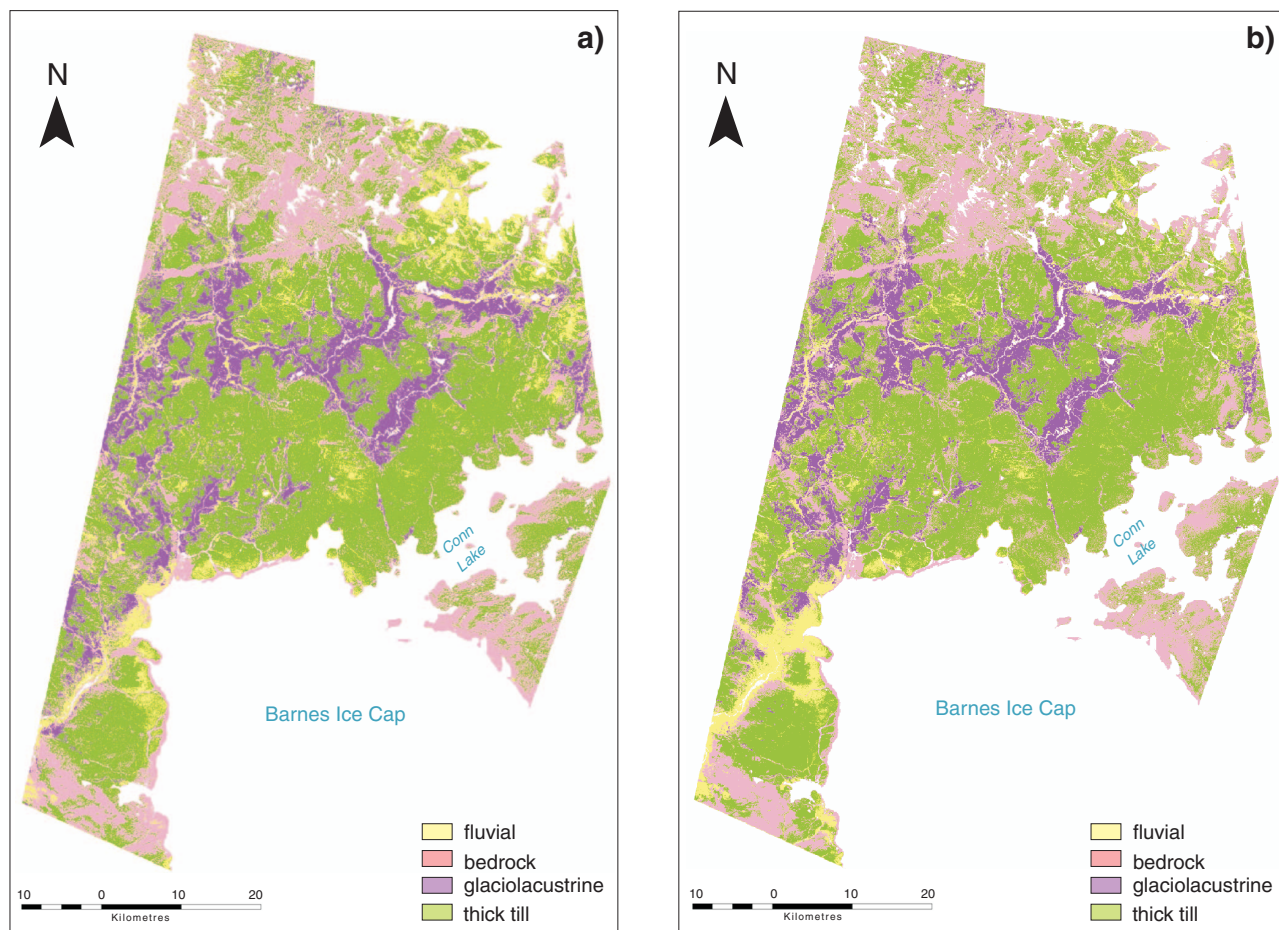 a)
N
Conn
Lake
Barnes Ice Cap
fluvial
bedrock
glaciolacustrine
thick till
10 0 10 20
Kilometres
b)
N
Conn
Lake
Barnes Ice Cap
fluvial
bedrock
glaciolacustrine
thick till
10 0 10 20
Kilometres